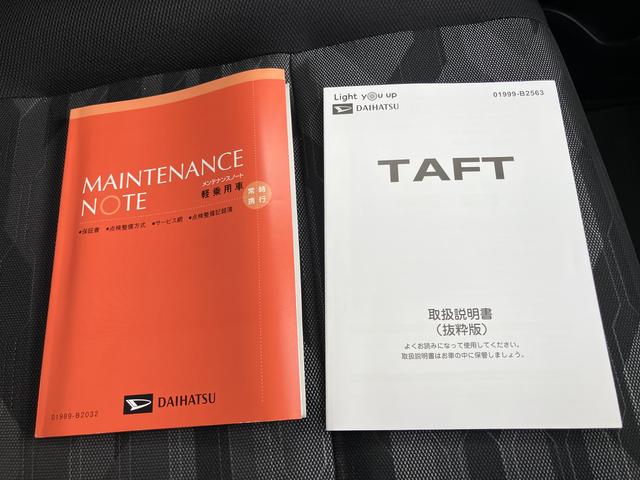 MAINTENANCE
NOTE
メンテナンスノート
軽乗用車
常時
携行
●保証書 ●点検整備方式 ●サービス網 ●点検整備記録簿
DAIHATSU
01989-B2032
Light you up
DAIHATSU
01999-B2563
TAFT
取扱説明書
（抜粋版）
よくお読みになって使用してください。
取扱説明書はお車の中に保管しましょう。